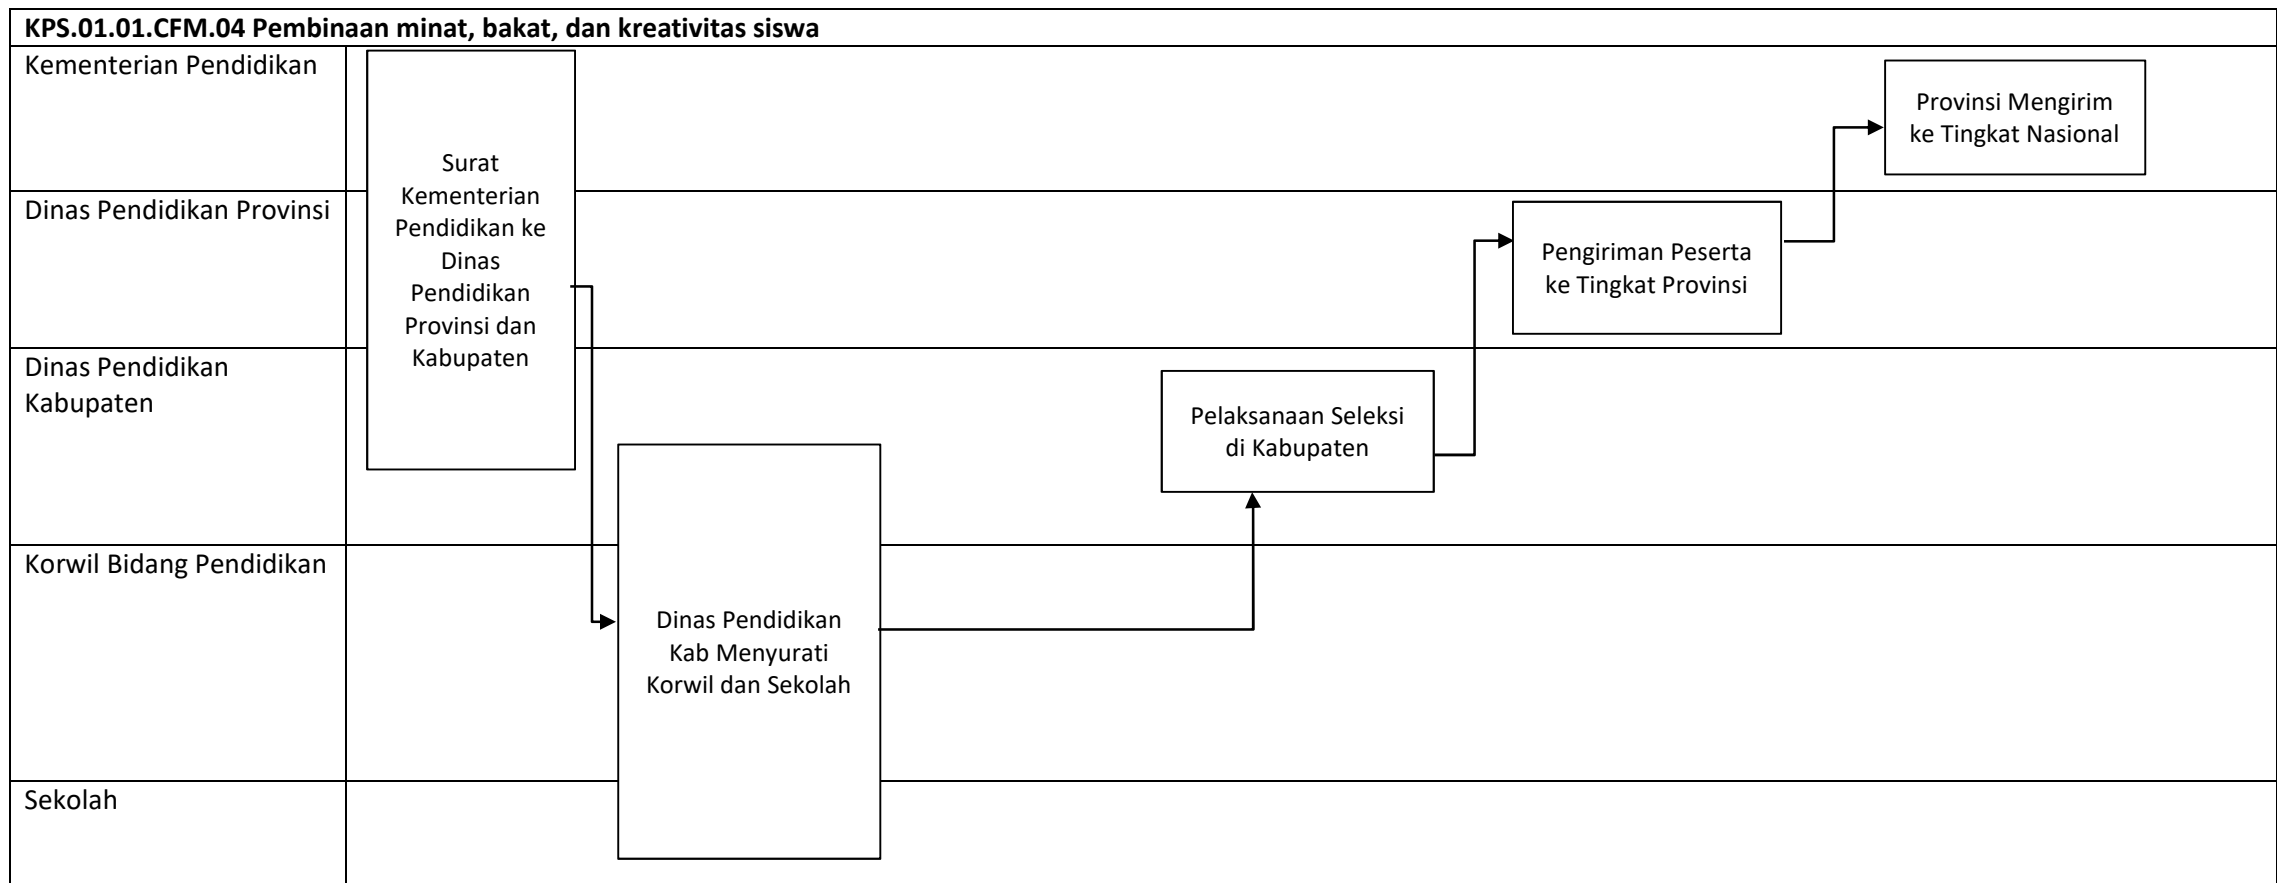 KPS.01.01.CFM.04 Pembinaan minat, bakat, dan kreativitas siswa
Kementerian Pendidikan
Surat
Kementerian
Pendidikan ke
Dinas
Pendidikan
Provinsi dan
Kabupaten
Provinsi Mengirim
ke Tingkat Nasional
Dinas Pendidikan Provinsi
Pengiriman Peserta
ke Tingkat Provinsi
Dinas Pendidikan
Kabupaten
Pelaksanaan Seleksi
di Kabupaten
Korwil Bidang Pendidikan
Dinas Pendidikan
Kab Menyurati
Korwil dan Sekolah
Sekolah